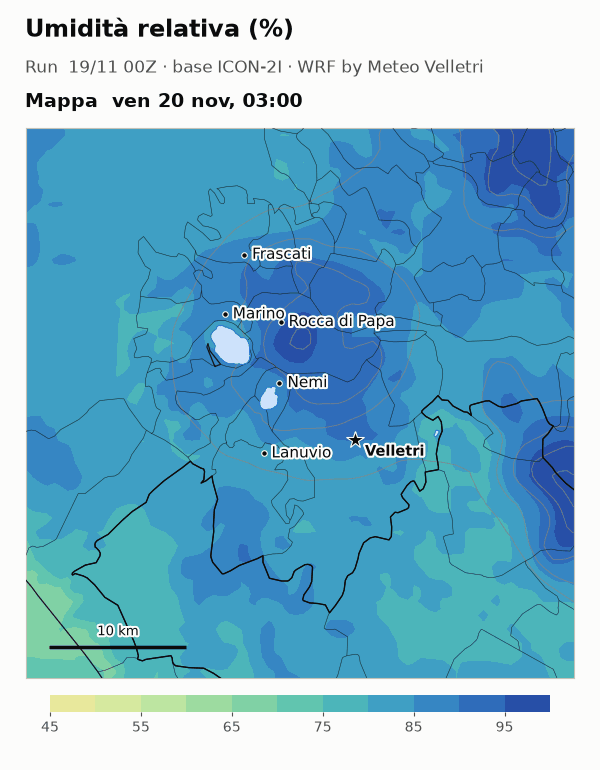 Umidità relativa (%)
Run  19/11 00Z · base ICON-2I · WRF by Meteo Velletri
Mappa  ven 20 nov, 03:00
Frascati
Marino
Rocca di Papa
Nemi
Velletri
Lanuvio
10 km
45 55 65 75 85 95